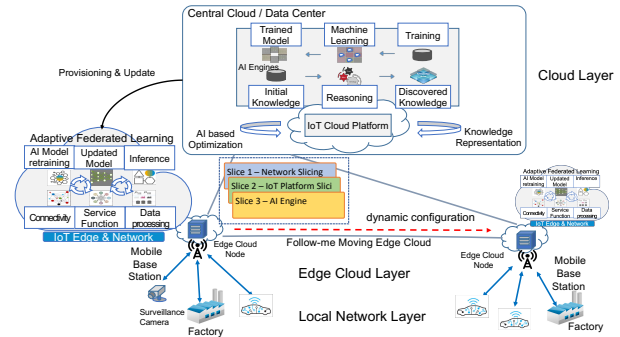 Central Cloud / Data Center
Trained
Model
Machine
Learning
Training
AI Engines
Initial
Knowledge
Reasoning
Discovered
Knowledge
IoT Cloud Platform
AI based
Optimization
Knowledge
Representation
Cloud Layer
Provisioning & Update
Adaptive Federated Learning
AI Model
retraining
Updated
Model
Inference
Connectivity
Service
Function
Data
processing
IoT Edge & Network
Slice 1 – Network Slicing
Slice 2 – IoT Platform Slici
Slice 3 – AI Engine
dynamic configuration
Follow-me Moving Edge Cloud
Edge Cloud
Node
Mobile
Base
Station
Surveillance
Camera
Factory
Edge Cloud Layer
Local Network Layer
Adaptive Federated Learning
AI Model
retraining
Updated
Model
Inference
Connectivity
Service
Function
Data
processing
IoT Edge & Network
Edge Cloud
Node
Mobile
Base
Station
Factory